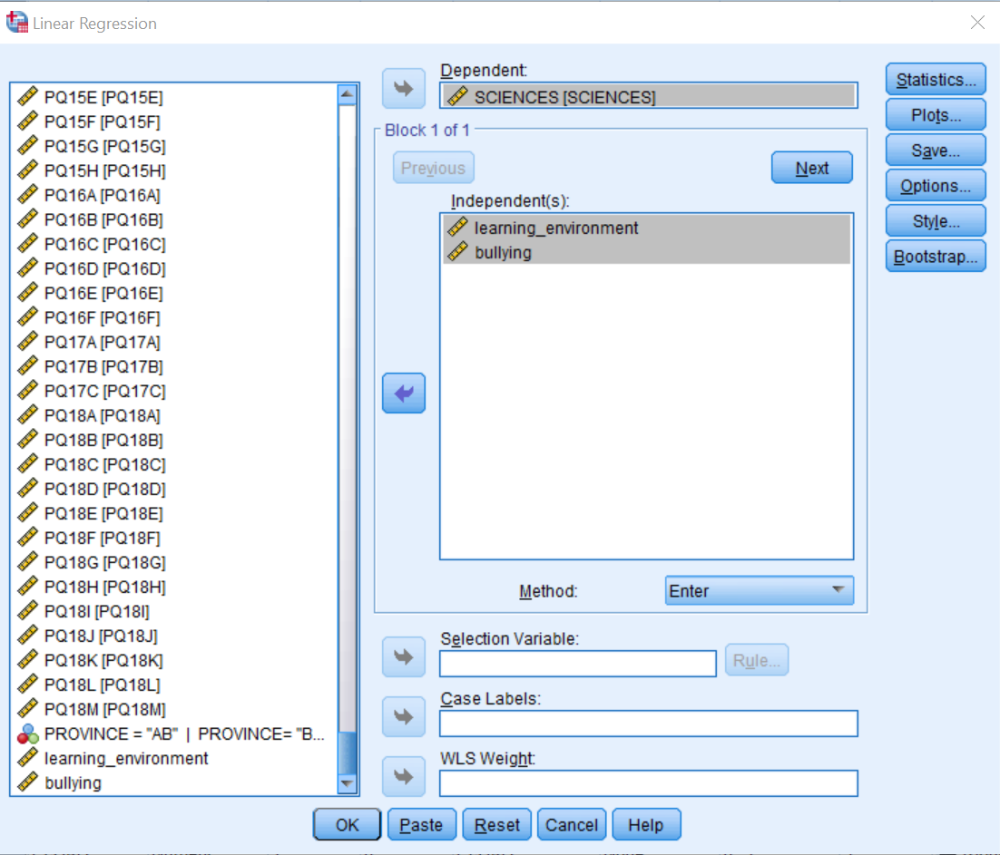 Linear Regression
PQ15E [PQ15E]
PQ15F [PQ15F]
PQ15G [PQ15G]
PQ15H [PQ15H]
PQ16A [PQ16A]
PQ16B [PQ16B]
PQ16C [PQ16C]
PQ16D [PQ16D]
PQ16E [PQ16E]
PQ16F [PQ16F]
PQ17A [PQ17A]
PQ17B [PQ17B]
PQ17C [PQ17C]
PQ18A [PQ18A]
PQ18B [PQ18B]
PQ18C [PQ18C]
PQ18D [PQ18D]
PQ18E [PQ18E]
PQ18F [PQ18F]
PQ18G [PQ18G]
PQ18H [PQ18H]
PQ18I [PQ18I]
PQ18J [PQ18J]
PQ18K [PQ18K]
PQ18L [PQ18L]
PQ18M [PQ18M]
PROVINCE = "AB" | PROVINCE= "B...
learning_environment
bullying
Dependent:
SCIENCES [SCIENCES]
Block 1 of 1
Previous
Next
Independent(s):
learning_environment
bullying
Method:
Enter
Selection Variable:
Rule...
Case Labels:
WLS Weight:
Statistics...
Plots...
Save...
Options...
Style...
Bootstrap...
OK
Paste
Reset
Cancel
Help